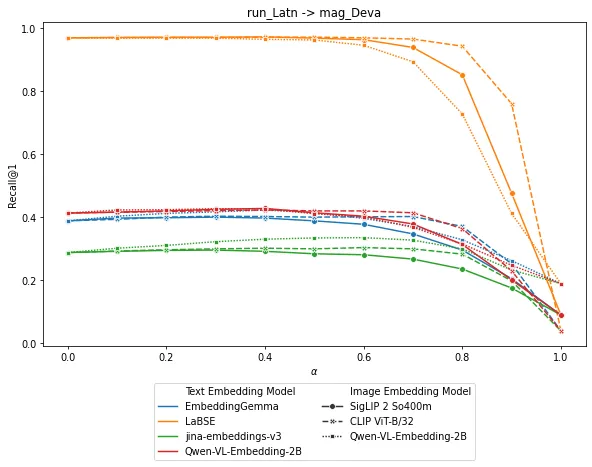 run_Latn -> mag_Deva
1.0
0.8
0.6
0.4
0.2
0.0
Recall@1
0.0 0.2 0.4 0.6 0.8 1.0
α
Text Embedding Model
EmbeddingGemma
LaBSE
jina-embeddings-v3
Qwen-VL-Embedding-2B
Image Embedding Model
SigLIP 2 So400m
CLIP ViT-B/32
Qwen-VL-Embedding-2B